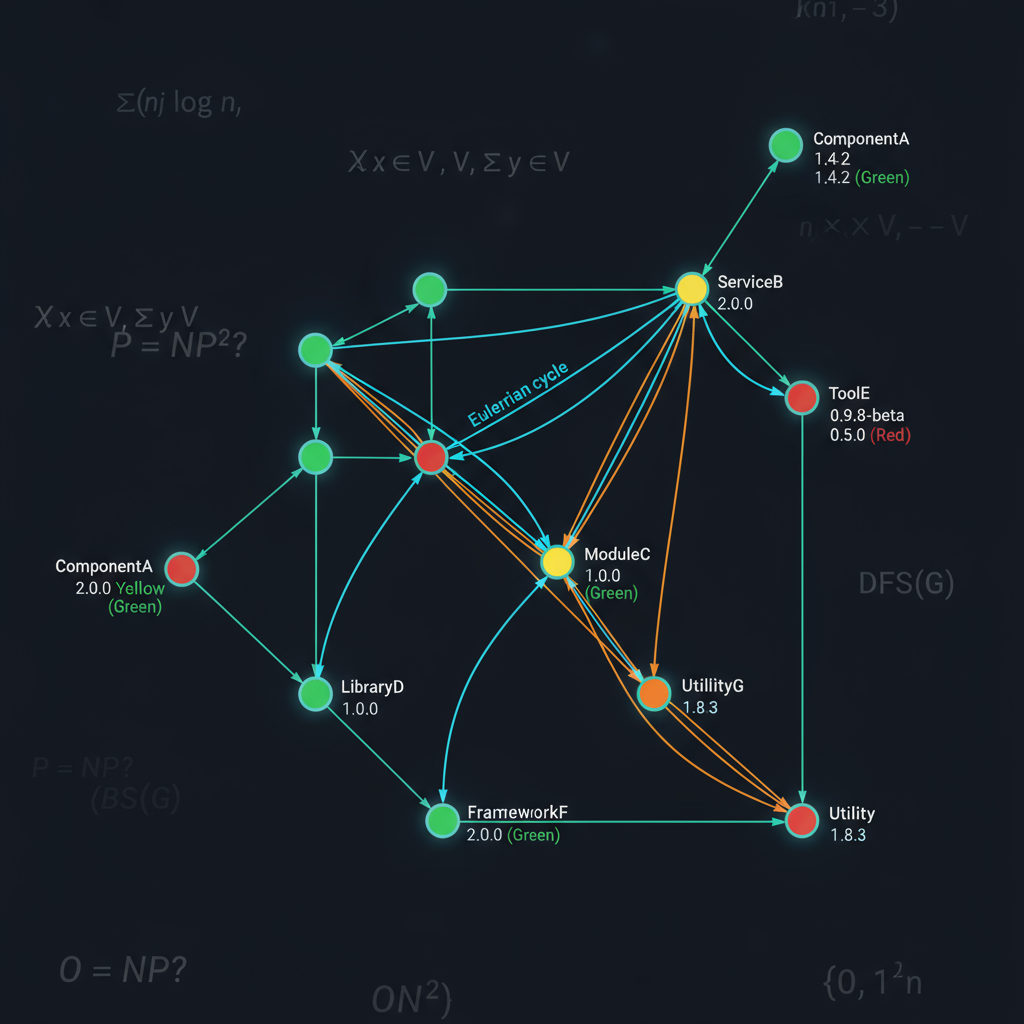 Σ(nj log n,
Xx ∈ V, V, Σ y ∈ V
ComponentA
1.4.2
1.4.2 (Green)
ServiceB
2.0.0
Xx ∈ V, Σ y V
P = NP²?
Eulerrian cycle
ToolE
0.9.8-beta
0.5.0 (Red)
ModuleC
1.0.0
(Green)
ComponentA
2.0.0 Yellow
(Green)
DFS(G)
LibraryD
1.0.0
UtillityG
1.8.3
P = NP?
(BS(G)
FrameworkF
2.0.0 (Green)
Utility
1.8.3
O = NP?
ON²)
{0, 1²n